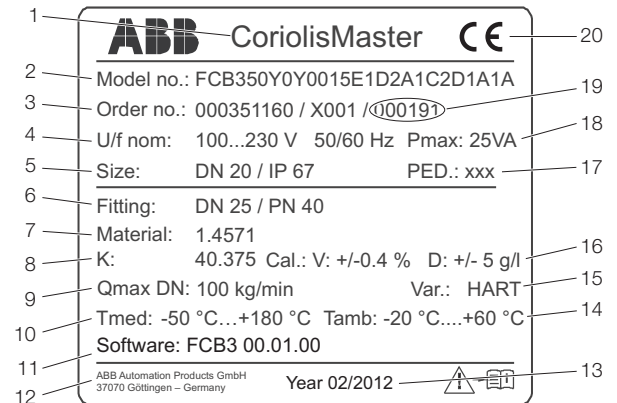 1 ABB CoriolisMaster CE 20
2 Model no.: FCB350Y0Y0015E1D2A1C2D1A1A
3 Order no.: 000351160 / X001 / 000191 19
4 U/f nom: 100...230 V 50/60 Hz Pmax: 25VA 18
5 Size: DN 20 / IP 67 PED.: xxx 17
6 Fitting: DN 25 / PN 40
7 Material: 1.4571
8 K: 40.375 Cal.: V: +/-0.4 % D: +/- 5 g/l 16
9 Qmax DN: 100 kg/min Var.: HART 15
10 Tmed: -50 °C...+180 °C Tamb: -20 °C....+60 °C 14
11 Software: FCB3 00.01.00
12 ABB Automation Products GmbH
37070 Göttingen – Germany Year 02/2012 13